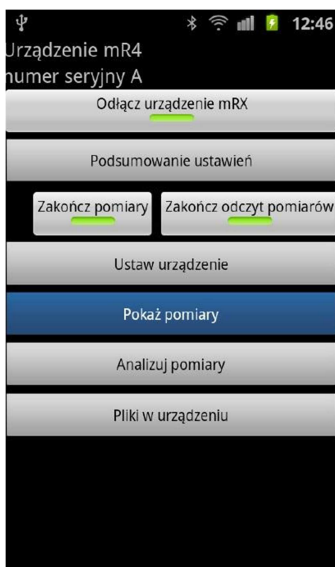 12:46
Urządzenie mR4
numer seryjny A
Odłącz urządzenie mRX
Podsumowanie ustawień
Zakończ pomiary
Zakończ odczyt pomiarów
Ustaw urządzenie
Pokaż pomiary
Analizuj pomiary
Pliki w urządzeniu